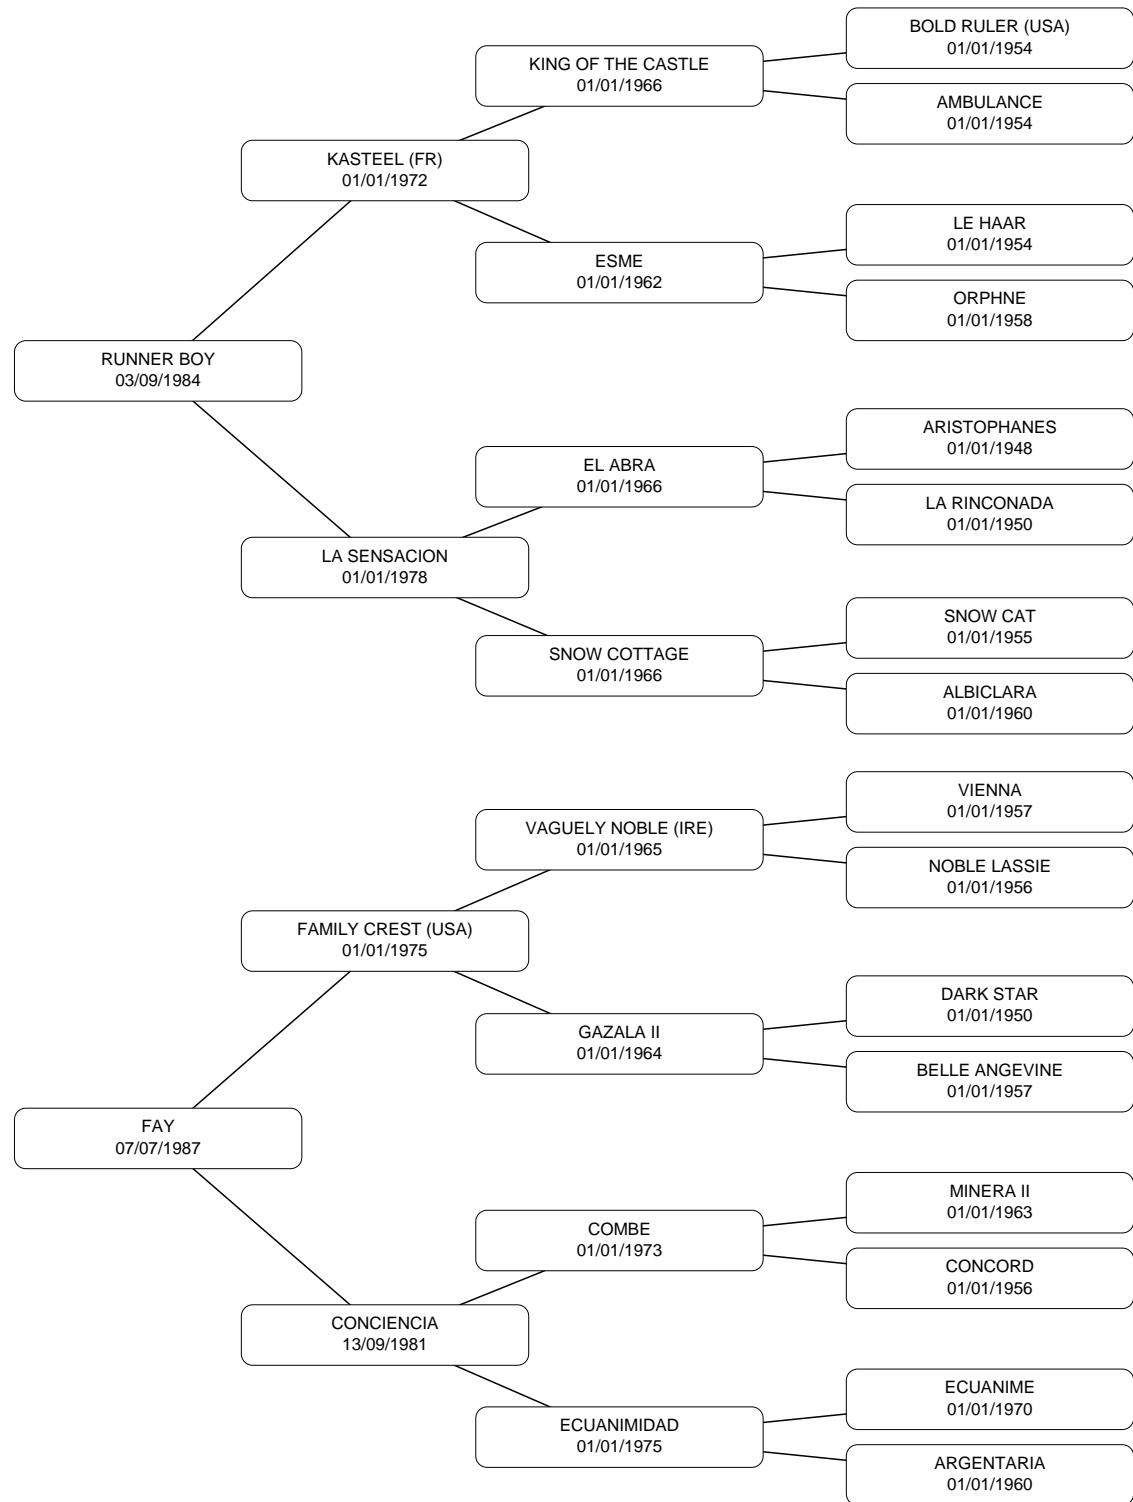 BOLD RULER (USA)
01/01/1954
KING OF THE CASTLE
01/01/1966
AMBULANCE
01/01/1954
KASTEEL (FR)
01/01/1972
LE HAAR
01/01/1954
ESME
01/01/1962
ORPHNE
01/01/1958
RUNNER BOY
03/09/1984
ARISTOPHANES
01/01/1948
EL ABRA
01/01/1966
LA RINCONADA
01/01/1950
LA SENSACION
01/01/1978
SNOW CAT
01/01/1955
SNOW COTTAGE
01/01/1966
ALBICLARA
01/01/1960
VIENNA
01/01/1957
VAGUELY NOBLE (IRE)
01/01/1965
NOBLE LASSIE
01/01/1956
FAMILY CREST (USA)
01/01/1975
DARK STAR
01/01/1950
GAZALA II
01/01/1964
BELLE ANGEVINE
01/01/1957
FAY
07/07/1987
MINERA II
01/01/1963
COMBE
01/01/1973
CONCORD
01/01/1956
CONCIENCIA
13/09/1981
ECUANIME
01/01/1970
ECUANIMIDAD
01/01/1975
ARGENTARIA
01/01/1960